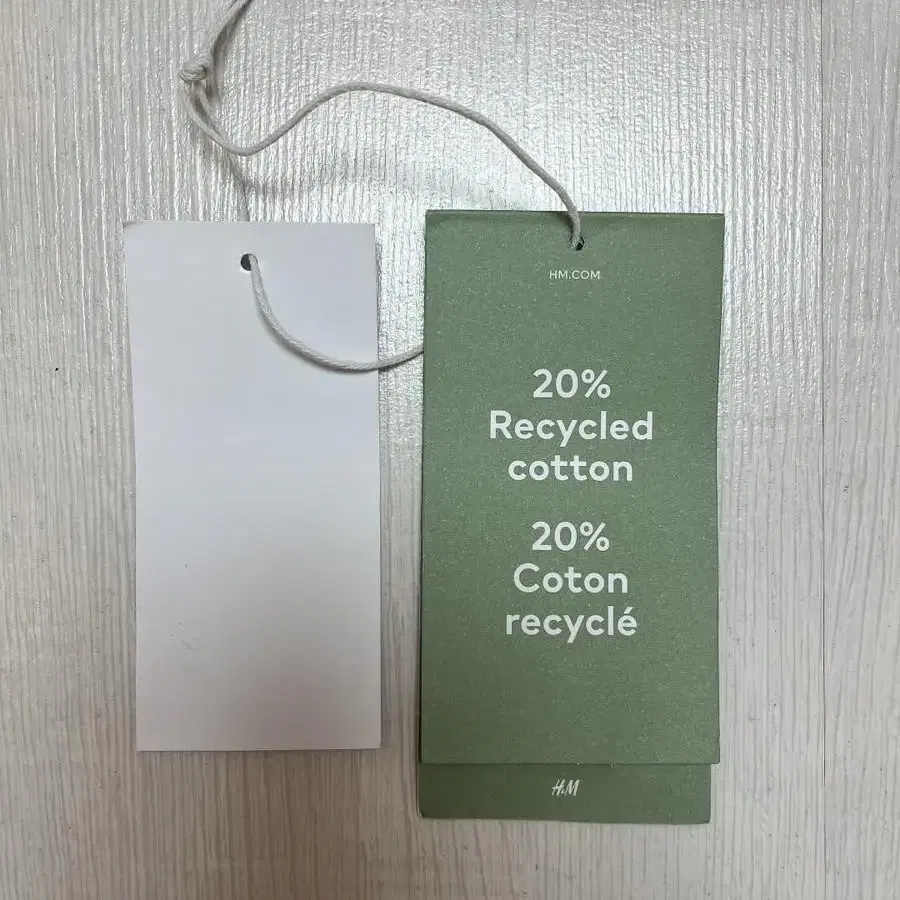 HM.COM
20%
Recycled
cotton
20%
Coton
recyclé
H&M